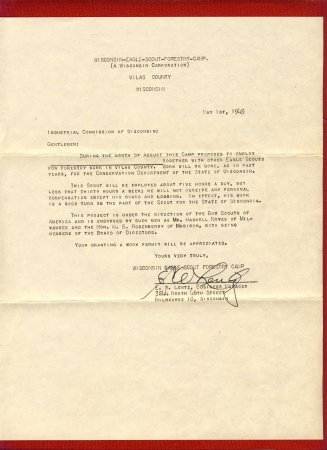 WISCONSIN-EAGLE-SCOUT-FORESTRY-CAMP.
(A WISCONSIN CORPORATION)
VILAS COUNTY
WISCONSIN
MAY 1ST, 1945
INDUSTRIAL COMMISSION OF WISCONSIN:
GENTLEMEN:
DURING THE MONTH OF AUGUST THIS CAMP PROPOSES TO EMPLOY
, TOGETHER WITH OTHER EAGLE SCOUTS
FOR FORESTRY WORK IN VILAS COUNTY. WORK WILL BE DONE, AS IN PAST
YEARS, FOR THE CONSERVATION DEPARTMENT OF THE STATE OF WISCONSIN.
THIS SCOUT WILL BE EMPLOYED ABOUT FIVE HOURS A DAY, NOT
LESS THAT THIRTY HOURS A WEEK HE WILL NOT RECEIVE ANY PERSONAL
COMPENSATION EXCEPT HIS BOARD AND LODGING. IN EFFECT, HIS WORK
IS A GOOD TURN ON THE PART OF THE SCOUT FOR THE STATE OF WISCONSIN.
THIS PROJECT IS UNDER THE DIRECTION OF THE BOY SCOUTS OF
AMERICA AND IS ENDORSED BY SUCH MEN AS MR. HASKELL NOYES OF MILW
WAUKEE AND THE HON. M. B. ROSENBERRY OF MADISON, BOTH BEING
MEMBERS OF THE BOARD OF DIRECTORS.
YOUR GRANTING A WORK PERMIT WILL BE APPRECIATED.
YOURS VERY TRULY,
WISCONSIN EAGLE-SCOUT FORESTRY CAMP
LENTZ, BUSINESS MANAGER
NORTH STREET
MILWAUKEE 10, WISCONSIN